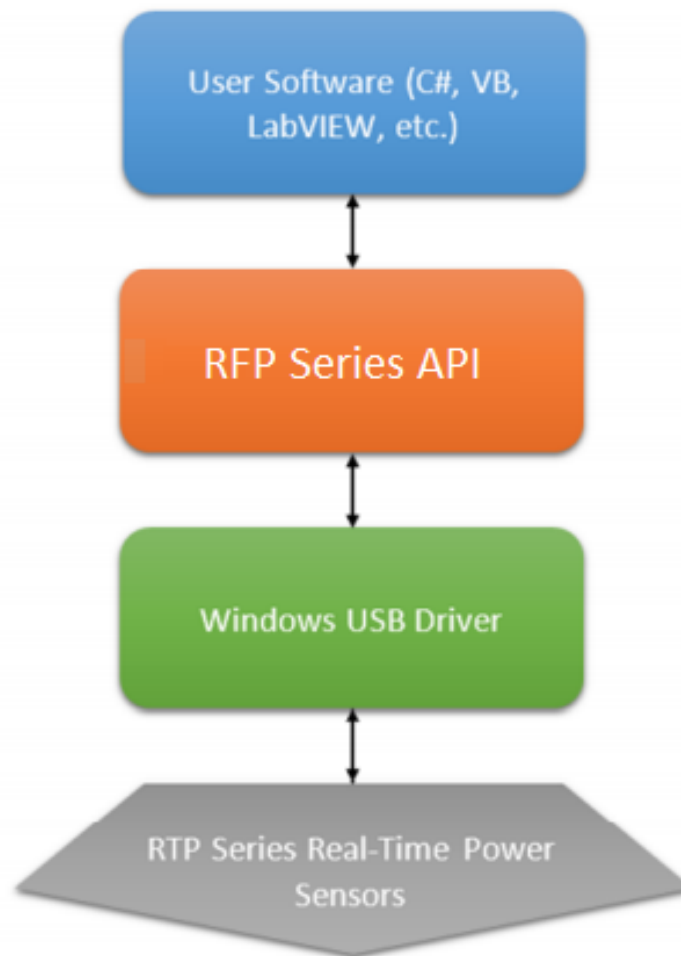 User Software (C#, VB,
LabVIEW, etc.)
RFP Series API
Windows USB Driver
RTP Series Real-Time Power
Sensors